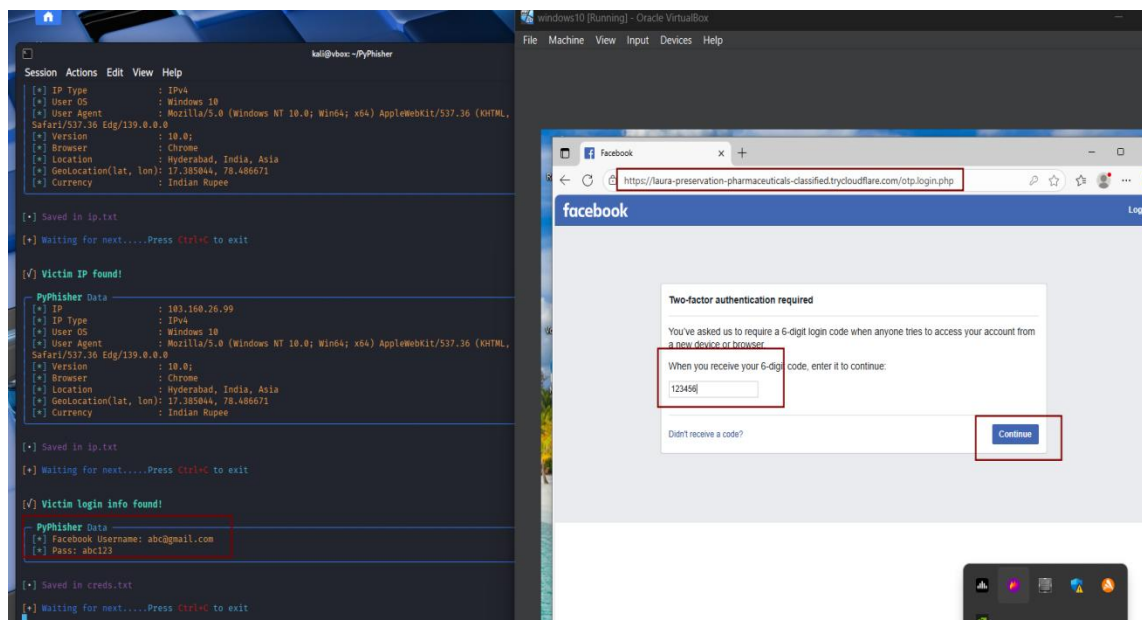 kali@vbox: ~/PyPhisher
Session Actions Edit View Help
[*] IP Type : IPv4
[*] User OS : Windows 10
[*] User Agent : Mozilla/5.0 (Windows NT 10.0; Win64; x64) AppleWebKit/537.36 (KHTML,
Safari/537.36 Edg/139.0.0.0
[*] Version : 10.0;
[*] Browser : Chrome
[*] Location : Hyderabad, India, Asia
[*] GeoLocation(lat, lon): 17.385044, 78.486671
[*] Currency : Indian Rupee
[•] Saved in ip.txt
[+] Waiting for next.....Press Ctrl+C to exit
[√] Victim IP found!
PyPhisher Data
[*] IP : 103.160.26.99
[*] IP Type : IPv4
[*] User OS : Windows 10
[*] User Agent : Mozilla/5.0 (Windows NT 10.0; Win64; x64) AppleWebKit/537.36 (KHTML,
Safari/537.36 Edg/139.0.0.0
[*] Version : 10.0;
[*] Browser : Chrome
[*] Location : Hyderabad, India, Asia
[*] GeoLocation(lat, lon): 17.385044, 78.486671
[*] Currency : Indian Rupee
[•] Saved in ip.txt
[+] Waiting for next.....Press Ctrl+C to exit
[√] Victim login info found!
PyPhisher Data
[*] Facebook Username: abc@gmail.com
[*] Pass: abc123
[•] Saved in creds.txt
[+] Waiting for next.....Press Ctrl+C to exit
windows10 [Running] - Oracle VirtualBox
File Machine View Input Devices Help
Facebook
https://laura-preservation-pharmaceuticals-classified.trycloudflare.com/otp.login.php
facebook
Log
Two-factor authentication required
You've asked us to require a 6-digit login code when anyone tries to access your account from
a new device or browser.
When you receive your 6-digit code, enter it to continue:
123456
Didn't receive a code?
Continue